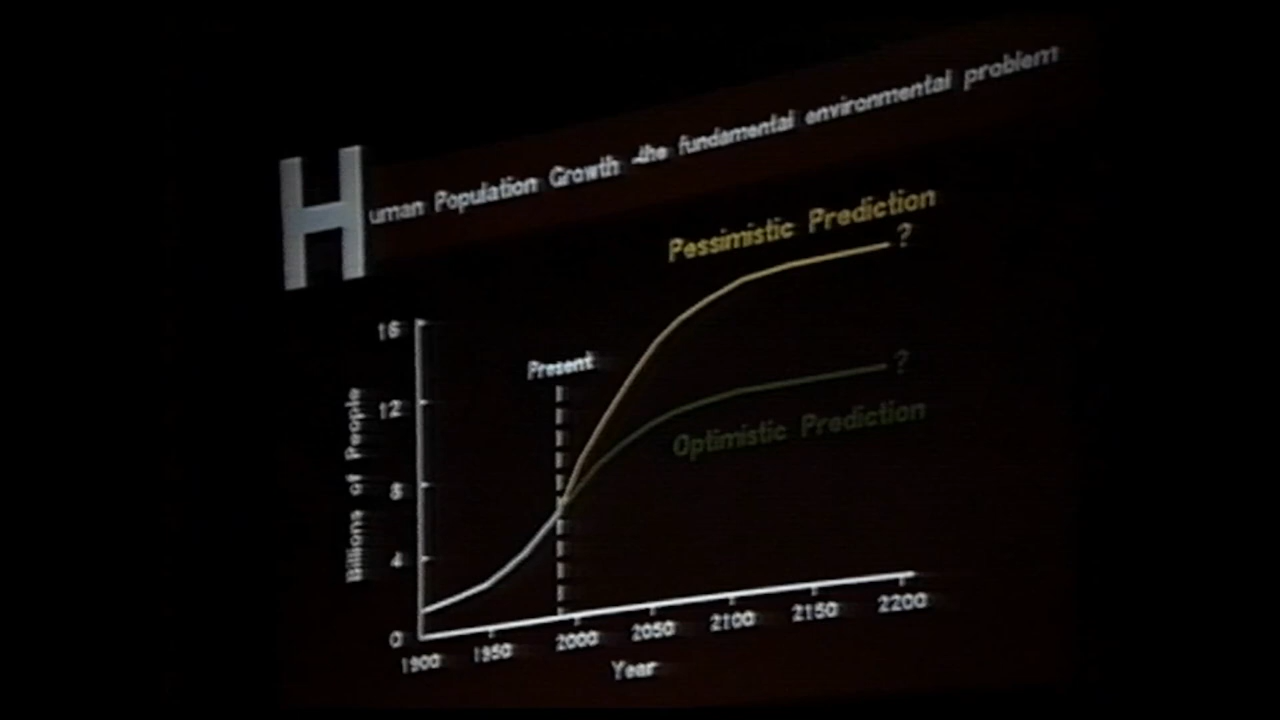 Human Population Growth -the fundamental environmental problem
Pessimistic Prediction
?
16
Present
12
?
Optimistic Prediction
8
4
0
Billions of People
1900 1950 2000 2050 2100 2150 2200
Year